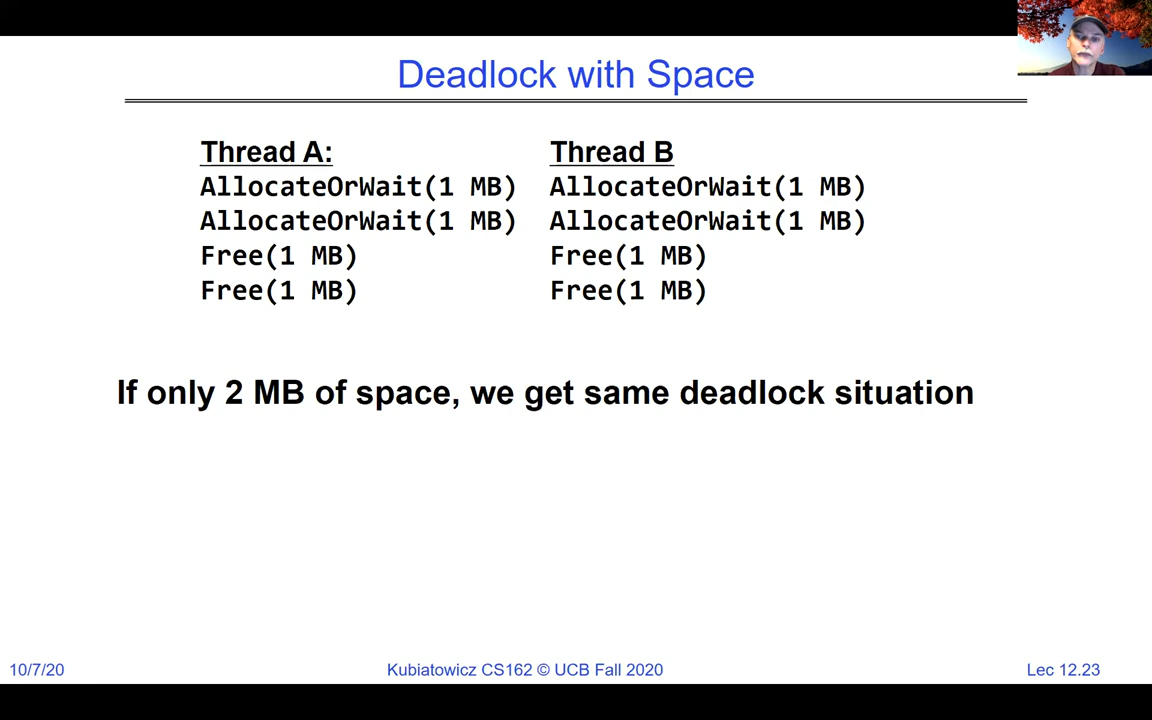 Deadlock with Space
Thread A: Thread B
AllocateOrWait(1 MB) AllocateOrWait(1 MB)
AllocateOrWait(1 MB) AllocateOrWait(1 MB)
Free(1 MB) Free(1 MB)
Free(1 MB) Free(1 MB)
If only 2 MB of space, we get same deadlock situation
10/7/20 Kubiatowicz CS162 © UCB Fall 2020 Lec 12.23